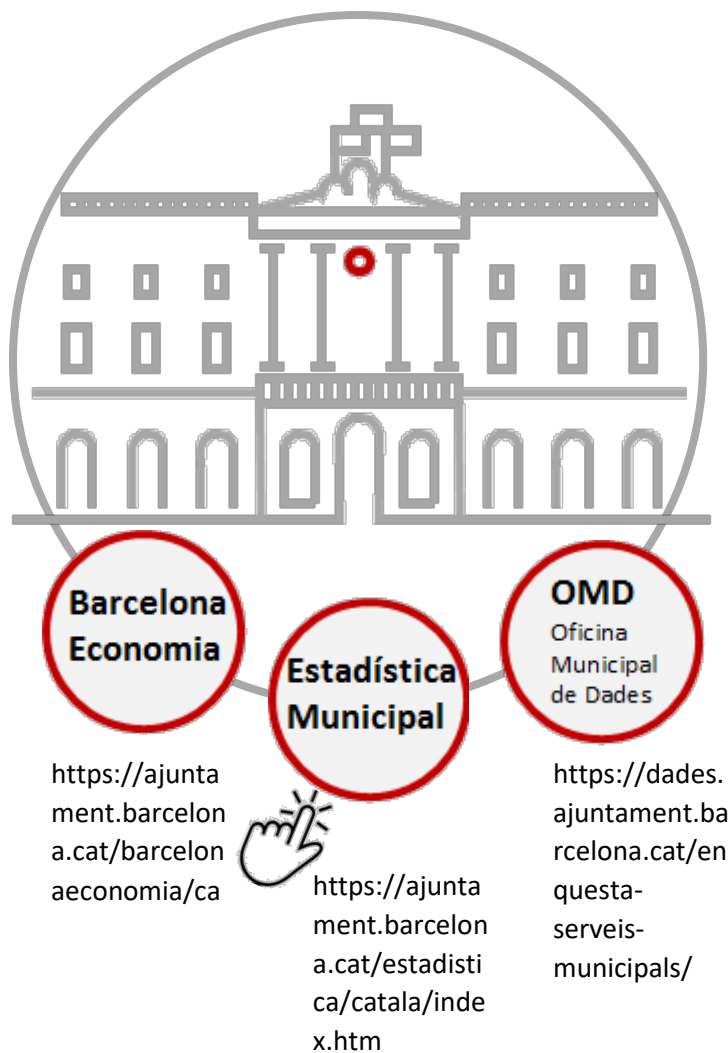 Barcelona
Economia
Estadística
Municipal
OMD
Oficina
Municipal
de Dades
https://ajunta
ment.barcelon
a.cat/barcelon
aeconomia/ca
https://ajunta
ment.barcelon
a.cat/estadisti
ca/catala/inde
x.htm
https://dades.
ajuntament.ba
rcelona.cat/en
questa-
serveis-
municipals/